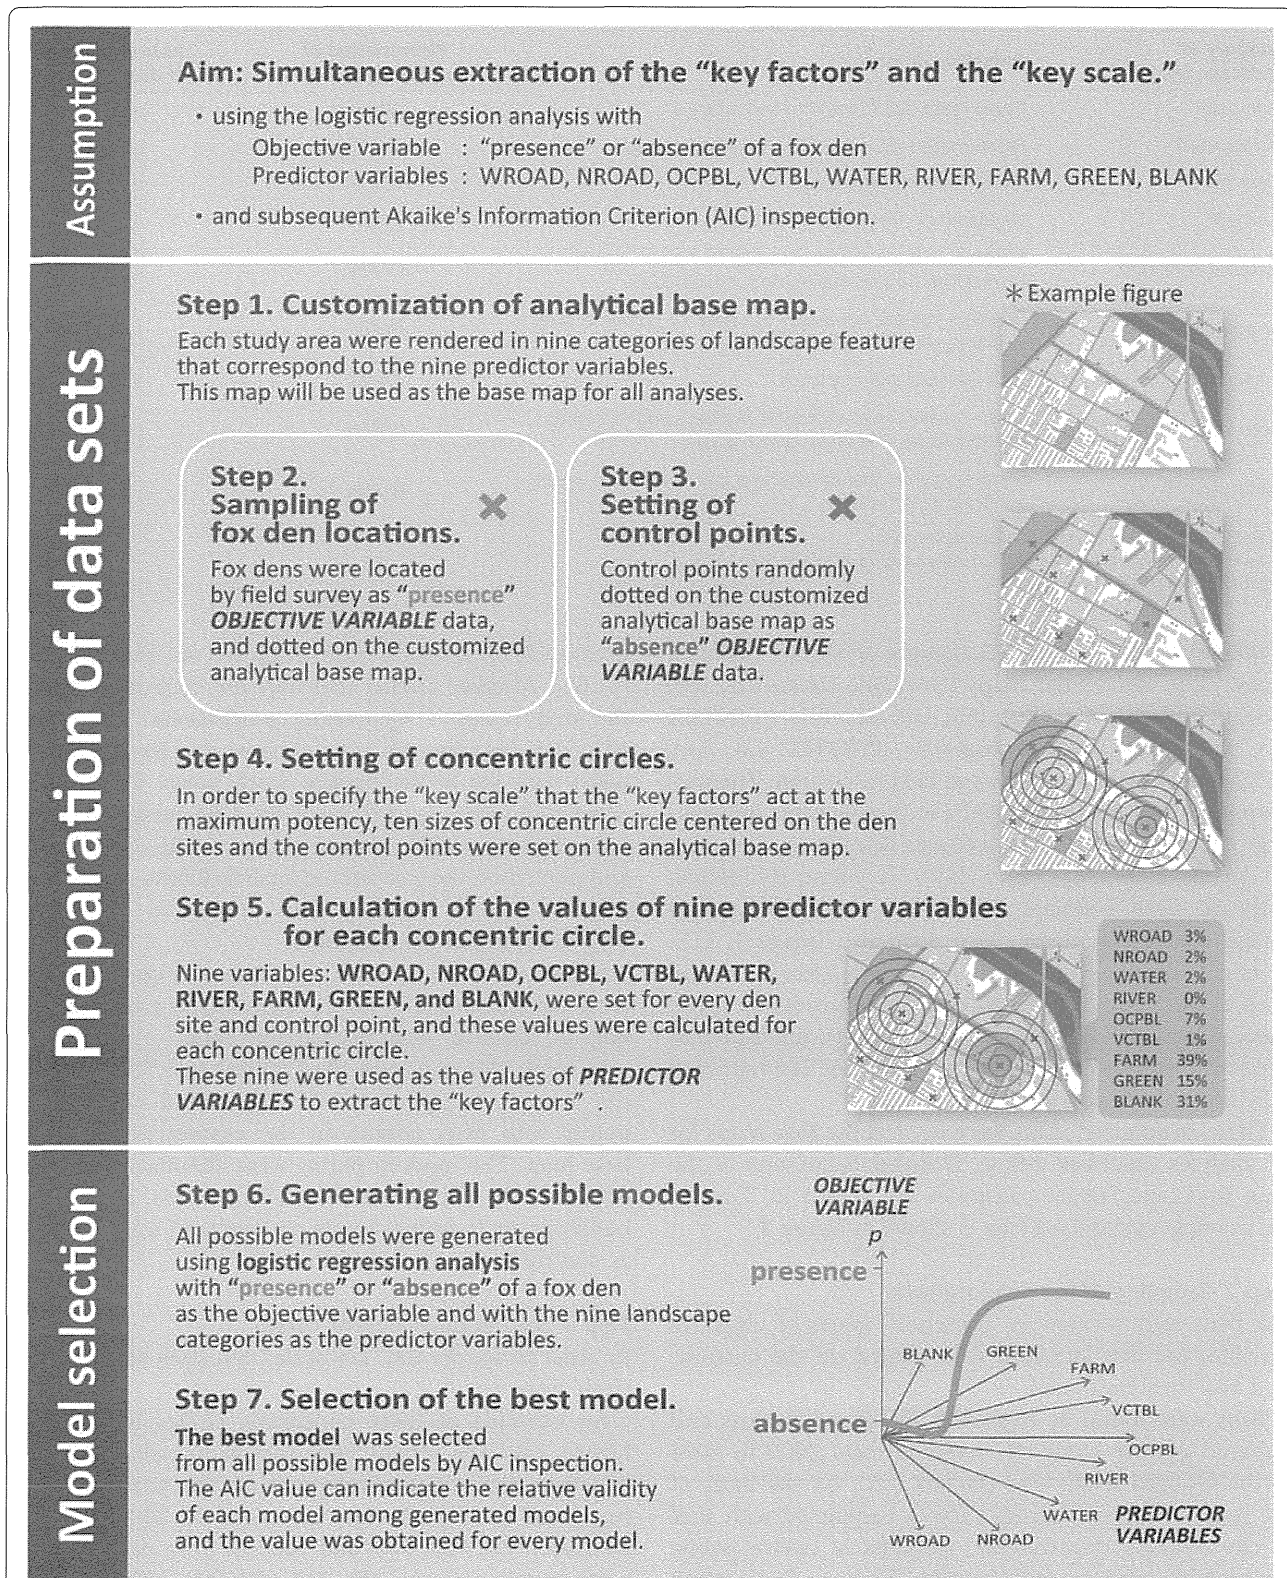 Assumption
Aim: Simultaneous extraction of the “key factors” and the “key scale.”
• using the logistic regression analysis with
Objective variable : “presence” or “absence” of a fox den
Predictor variables : WROAD, NROAD, OCPBL, VCTBL, WATER, RIVER, FARM, GREEN, BLANK
• and subsequent Akaike's Information Criterion (AIC) inspection.
Preparation of data sets
Step 1. Customization of analytical base map.
Each study area were rendered in nine categories of landscape feature
that correspond to the nine predictor variables.
This map will be used as the base map for all analyses.
＊Example figure
Step 2.
Sampling of
fox den locations.
Fox dens were located
by field survey as “presence”
OBJECTIVE VARIABLE data,
and dotted on the customized
analytical base map.
Step 3.
Setting of
control points.
Control points randomly
dotted on the customized
analytical base map as
“absence” OBJECTIVE
VARIABLE data.
Step 4. Setting of concentric circles.
In order to specify the “key scale” that the “key factors” act at the
maximum potency, ten sizes of concentric circle centered on the den
sites and the control points were set on the analytical base map.
Step 5. Calculation of the values of nine predictor variables
for each concentric circle.
Nine variables: WROAD, NROAD, OCPBL, VCTBL, WATER,
RIVER, FARM, GREEN, and BLANK, were set for every den
site and control point, and these values were calculated for
each concentric circle.
These nine were used as the values of PREDICTOR
VARIABLES to extract the “key factors” .
WROAD 3%
NROAD 2%
WATER 2%
RIVER 0%
OCPBL 7%
VCTBL 1%
FARM 39%
GREEN 15%
BLANK 31%
Model selection
Step 6. Generating all possible models.
All possible models were generated
using logistic regression analysis
with “presence” or “absence” of a fox den
as the objective variable and with the nine landscape
categories as the predictor variables.
Step 7. Selection of the best model.
The best model was selected
from all possible models by AIC inspection.
The AIC value can indicate the relative validity
of each model among generated models,
and the value was obtained for every model.
OBJECTIVE
VARIABLE
p
presence
absence
BLANK
GREEN
FARM
VCTBL
OCPBL
RIVER
WATER
NROAD
WROAD
PREDICTOR
VARIABLES